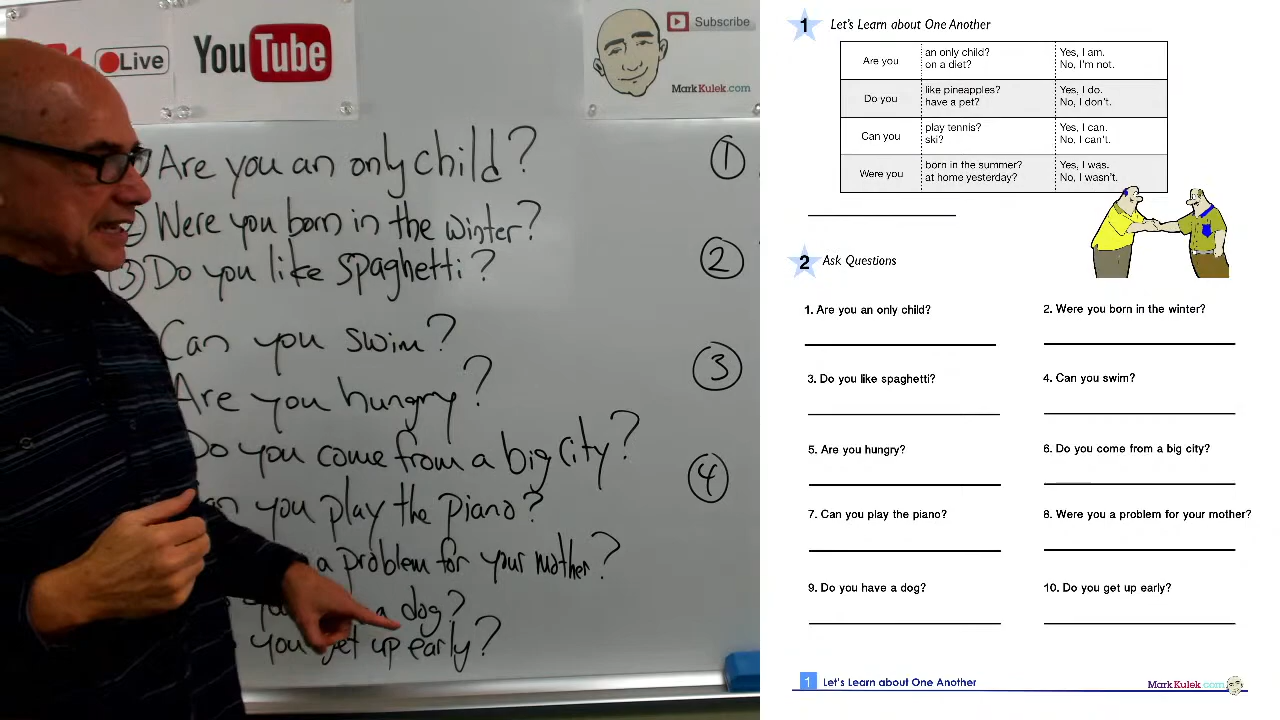 Live
YouTube
Subscribe
MarkKulek.com
Are you an only child?
Were you born in the winter?
③ Do you like spaghetti?
Can you swim?
Are you hungry?
Do you come from a big city?
you play the piano?
a problem for your mother?
a dog?
you get up early?
①
②
③
④
1 Let's Learn about One Another
Are you
an only child?
on a diet?
Yes, I am.
No, I'm not.
Do you
like pineapples?
have a pet?
Yes, I do.
No, I don't.
Can you
play tennis?
ski?
Yes, I can.
No, I can't.
Were you
born in the summer?
at home yesterday?
Yes, I was.
No, I wasn't.
2 Ask Questions
1. Are you an only child?
2. Were you born in the winter?
3. Do you like spaghetti?
4. Can you swim?
5. Are you hungry?
6. Do you come from a big city?
7. Can you play the piano?
8. Were you a problem for your mother?
9. Do you have a dog?
10. Do you get up early?
1 Let's Learn about One Another
MarkKulek.com